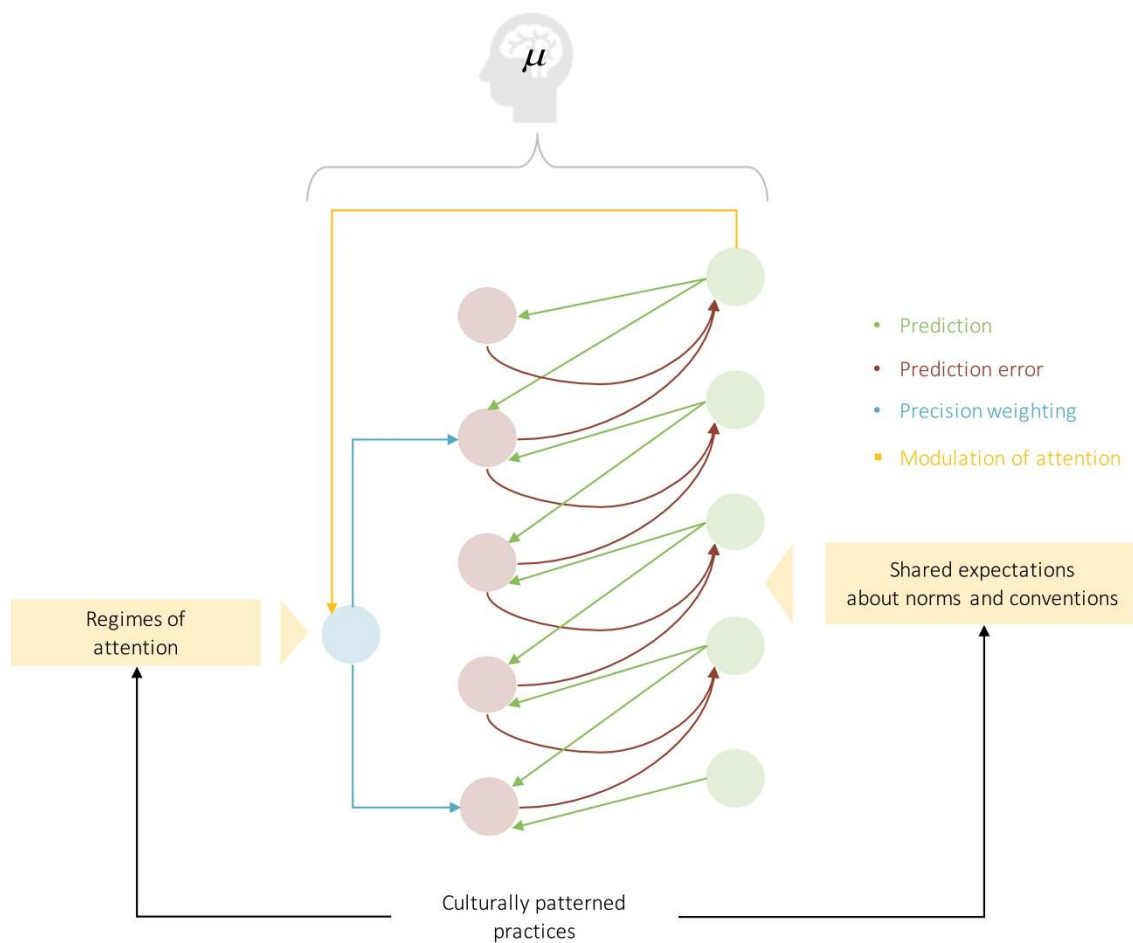 μ
Prediction
Prediction error
Precision weighting
Modulation of attention
Shared expectations
about norms and conventions
Regimes of
attention
Culturally patterned
practices